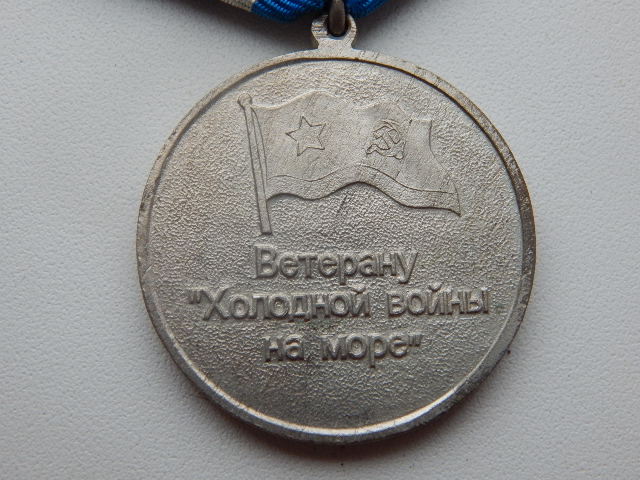 Ветерану
"Холодной войны
на море"